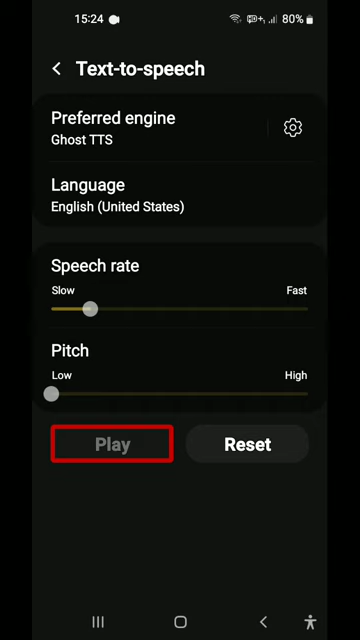 15:24
80%
Text-to-speech
Preferred engine
Ghost TTS
Language
English (United States)
Speech rate
Slow Fast
Pitch
Low High
Play Reset